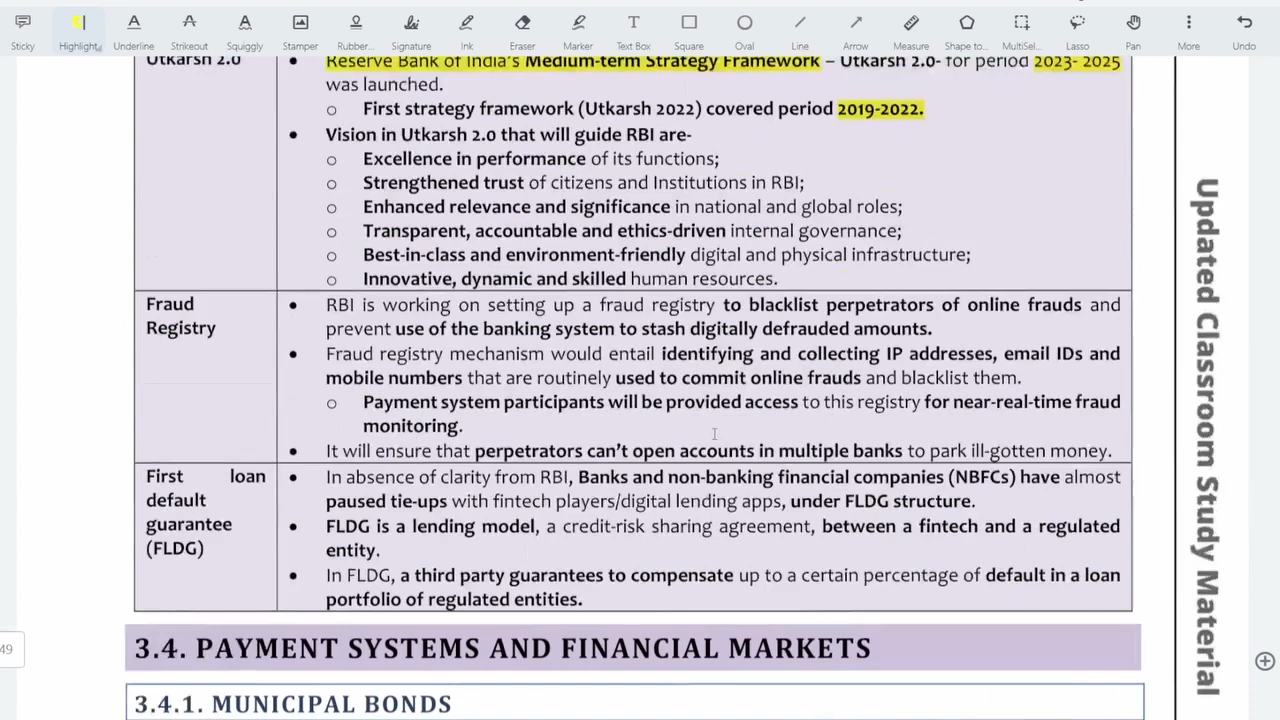 Sticky
Highlight
Underline
Strikeout
Squiggly
Stamper
Rubber...
Signature
Ink
Eraser
Marker
Text Box
Square
Oval
Line
Arrow
Measure
Shape to...
MultiSel...
Lasso
Pan
More
Undo
Utkarsh 2.0
• Reserve Bank of India's Medium-term Strategy Framework – Utkarsh 2.0- for period 2023- 2025
was launched.
o First strategy framework (Utkarsh 2022) covered period 2019-2022.
• Vision in Utkarsh 2.0 that will guide RBI are-
o Excellence in performance of its functions;
o Strengthened trust of citizens and Institutions in RBI;
o Enhanced relevance and significance in national and global roles;
o Transparent, accountable and ethics-driven internal governance;
o Best-in-class and environment-friendly digital and physical infrastructure;
o Innovative, dynamic and skilled human resources.
Fraud
Registry
• RBI is working on setting up a fraud registry to blacklist perpetrators of online frauds and
prevent use of the banking system to stash digitally defrauded amounts.
• Fraud registry mechanism would entail identifying and collecting IP addresses, email IDs and
mobile numbers that are routinely used to commit online frauds and blacklist them.
o Payment system participants will be provided access to this registry for near-real-time fraud
monitoring.
• It will ensure that perpetrators can't open accounts in multiple banks to park ill-gotten money.
First loan
default
guarantee
(FLDG)
• In absence of clarity from RBI, Banks and non-banking financial companies (NBFCs) have almost
paused tie-ups with fintech players/digital lending apps, under FLDG structure.
• FLDG is a lending model, a credit-risk sharing agreement, between a fintech and a regulated
entity.
• In FLDG, a third party guarantees to compensate up to a certain percentage of default in a loan
portfolio of regulated entities.
49
3.4. PAYMENT SYSTEMS AND FINANCIAL MARKETS
3.4.1. MUNICIPAL BONDS
Updated Classroom Study Material